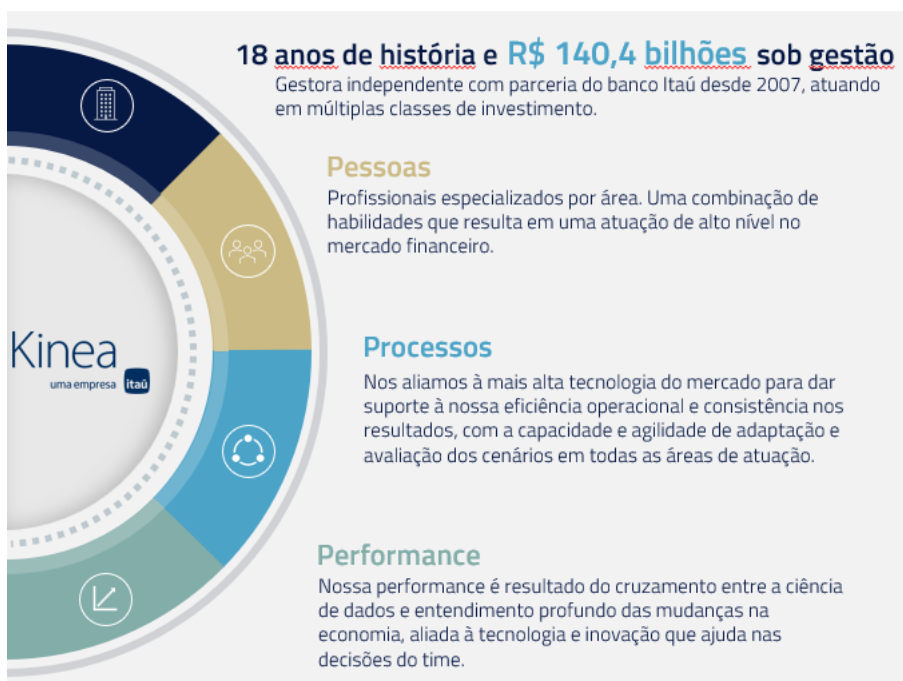 18 anos de história e R$ 140,4 bilhões sob gestão
Gestora independente com parceria do banco Itaú desde 2007, atuando
em múltiplas classes de investimento.
Pessoas
Profissionais especializados por área. Uma combinação de
habilidades que resulta em uma atuação de alto nível no
mercado financeiro.
Kinea
uma empresa itaú
Processos
Nos aliamos à mais alta tecnologia do mercado para dar
suporte à nossa eficiência operacional e consistência nos
resultados, com a capacidade e agilidade de adaptação e
avaliação dos cenários em todas as áreas de atuação.
Performance
Nossa performance é resultado do cruzamento entre a ciência
de dados e entendimento profundo das mudanças na
economia, aliada à tecnologia e inovação que ajuda nas
decisões do time.